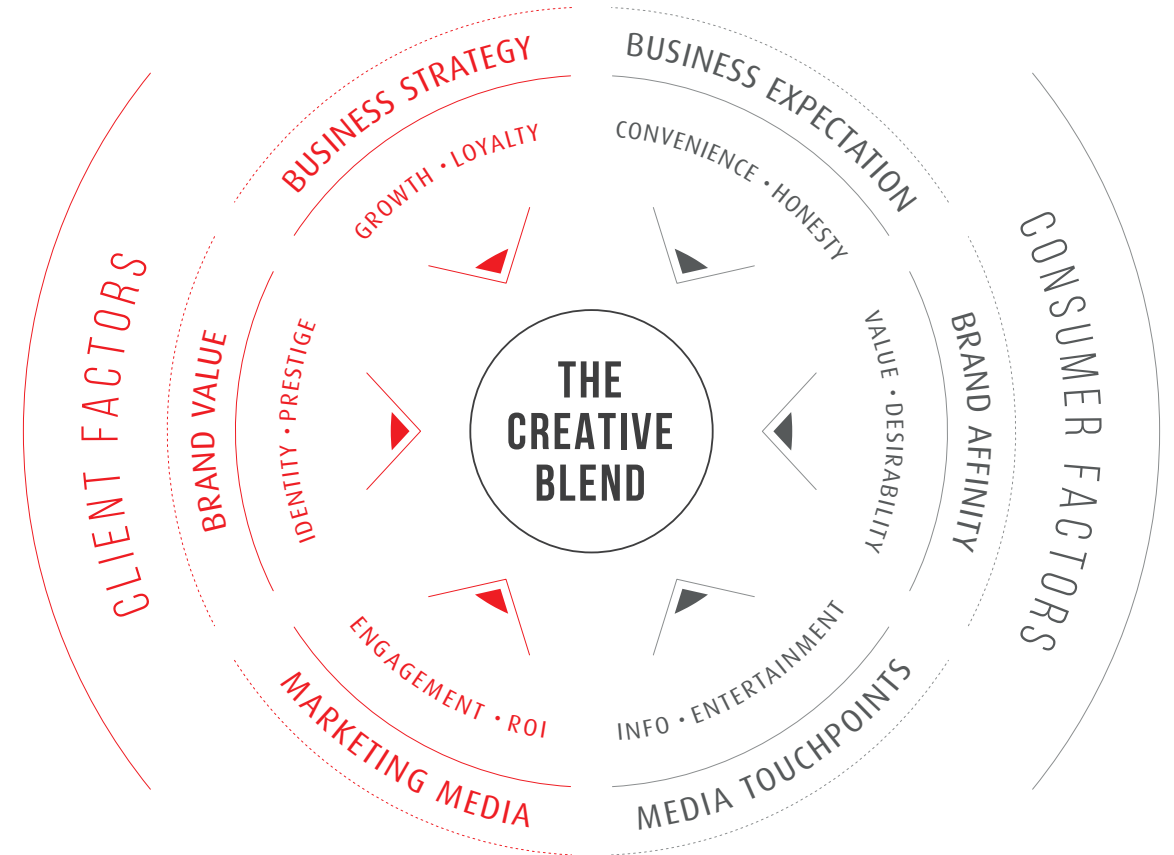 BUSINESS STRATEGY
GROWTH • LOYALTY
BUSINESS EXPECTATION
CONVENIENCE • HONESTY
CLIENT FACTORS
BRAND VALUE
IDENTITY • PRESTIGE
THE
CREATIVE
BLEND
VALUE • DESIRABILITY
BRAND AFFINITY
CONSUMER FACTORS
ENGAGEMENT • ROI
MARKETING MEDIA
INFO • ENTERTAINMENT
MEDIA TOUCHPOINTS